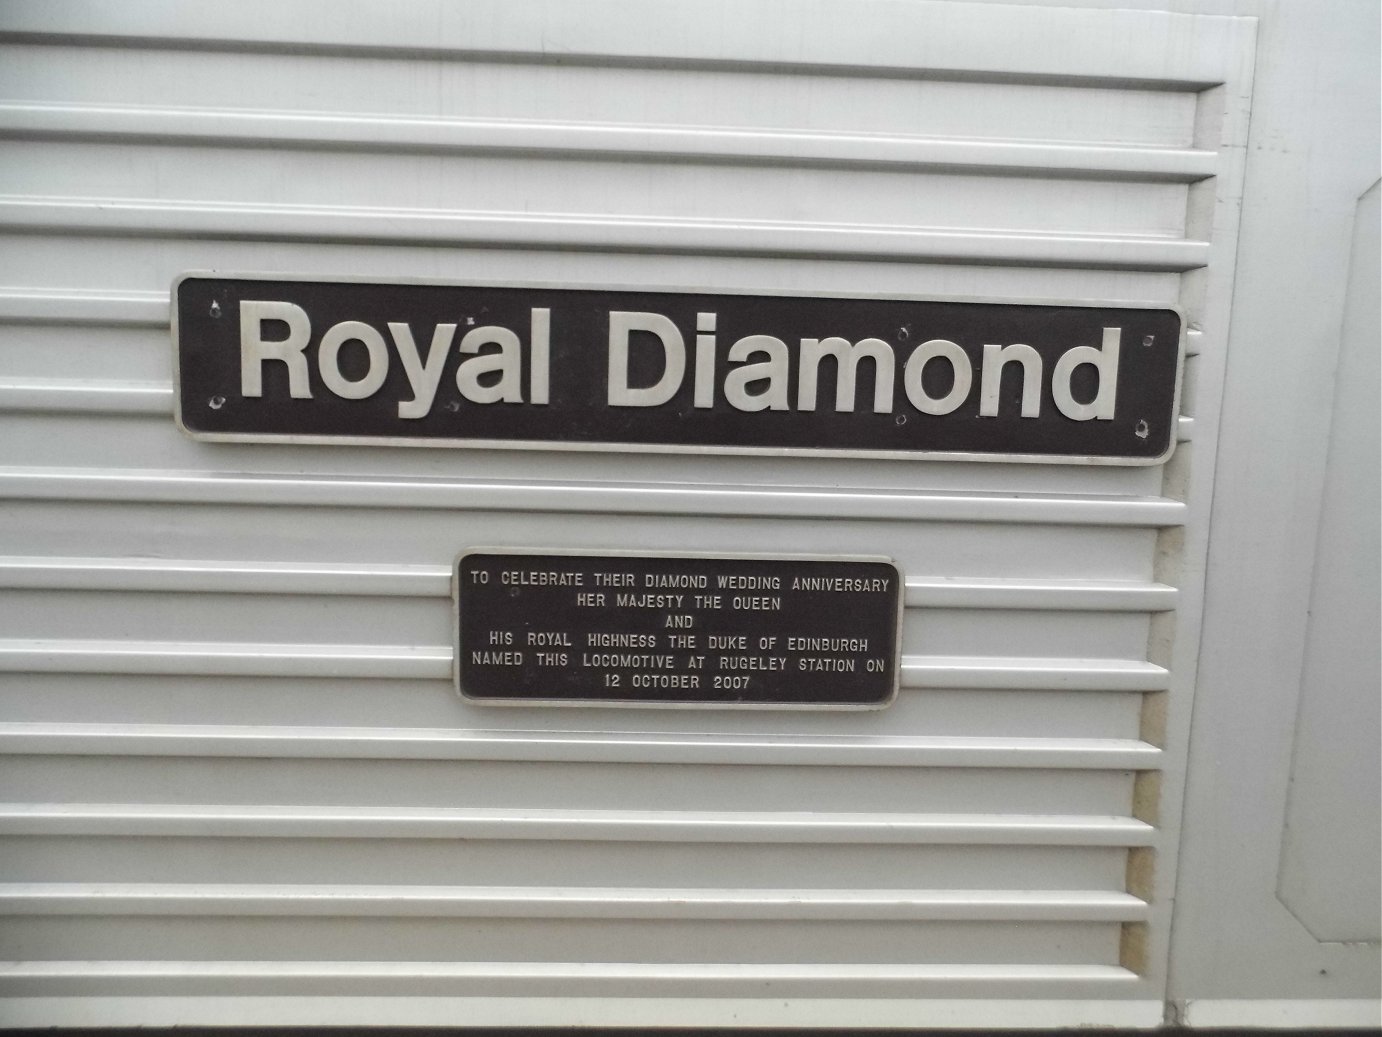 Royal Diamond
TO CELEBRATE THEIR DIAMOND WEDDING ANNIVERSARY
HER MAJESTY THE QUEEN
AND
HIS ROYAL HIGHNESS THE DUKE OF EDINBURGH
NAMED THIS LOCOMOTIVE AT RUGELEY STATION ON
12 OCTOBER 2007